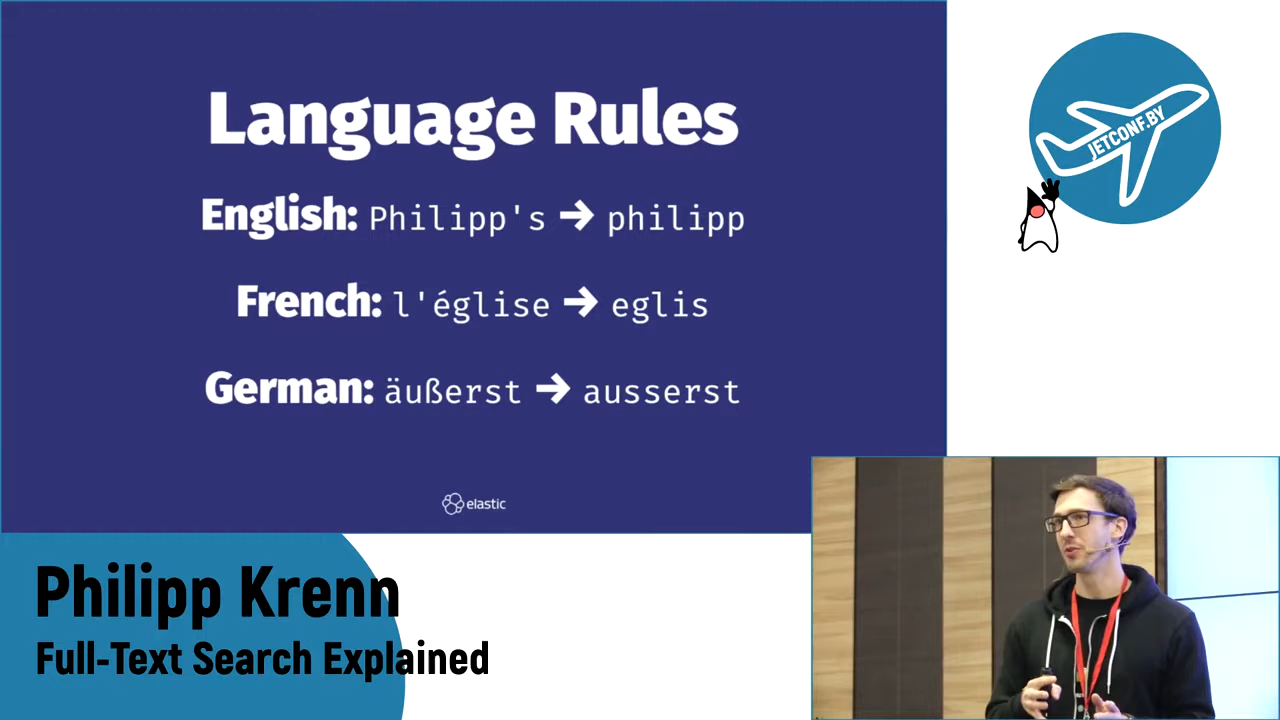 Language Rules
English: Philipp's → philipp
French: l'église → eglis
German: äußerst → ausserst
elastic
JETCONF.BY
Philipp Krenn
Full-Text Search Explained